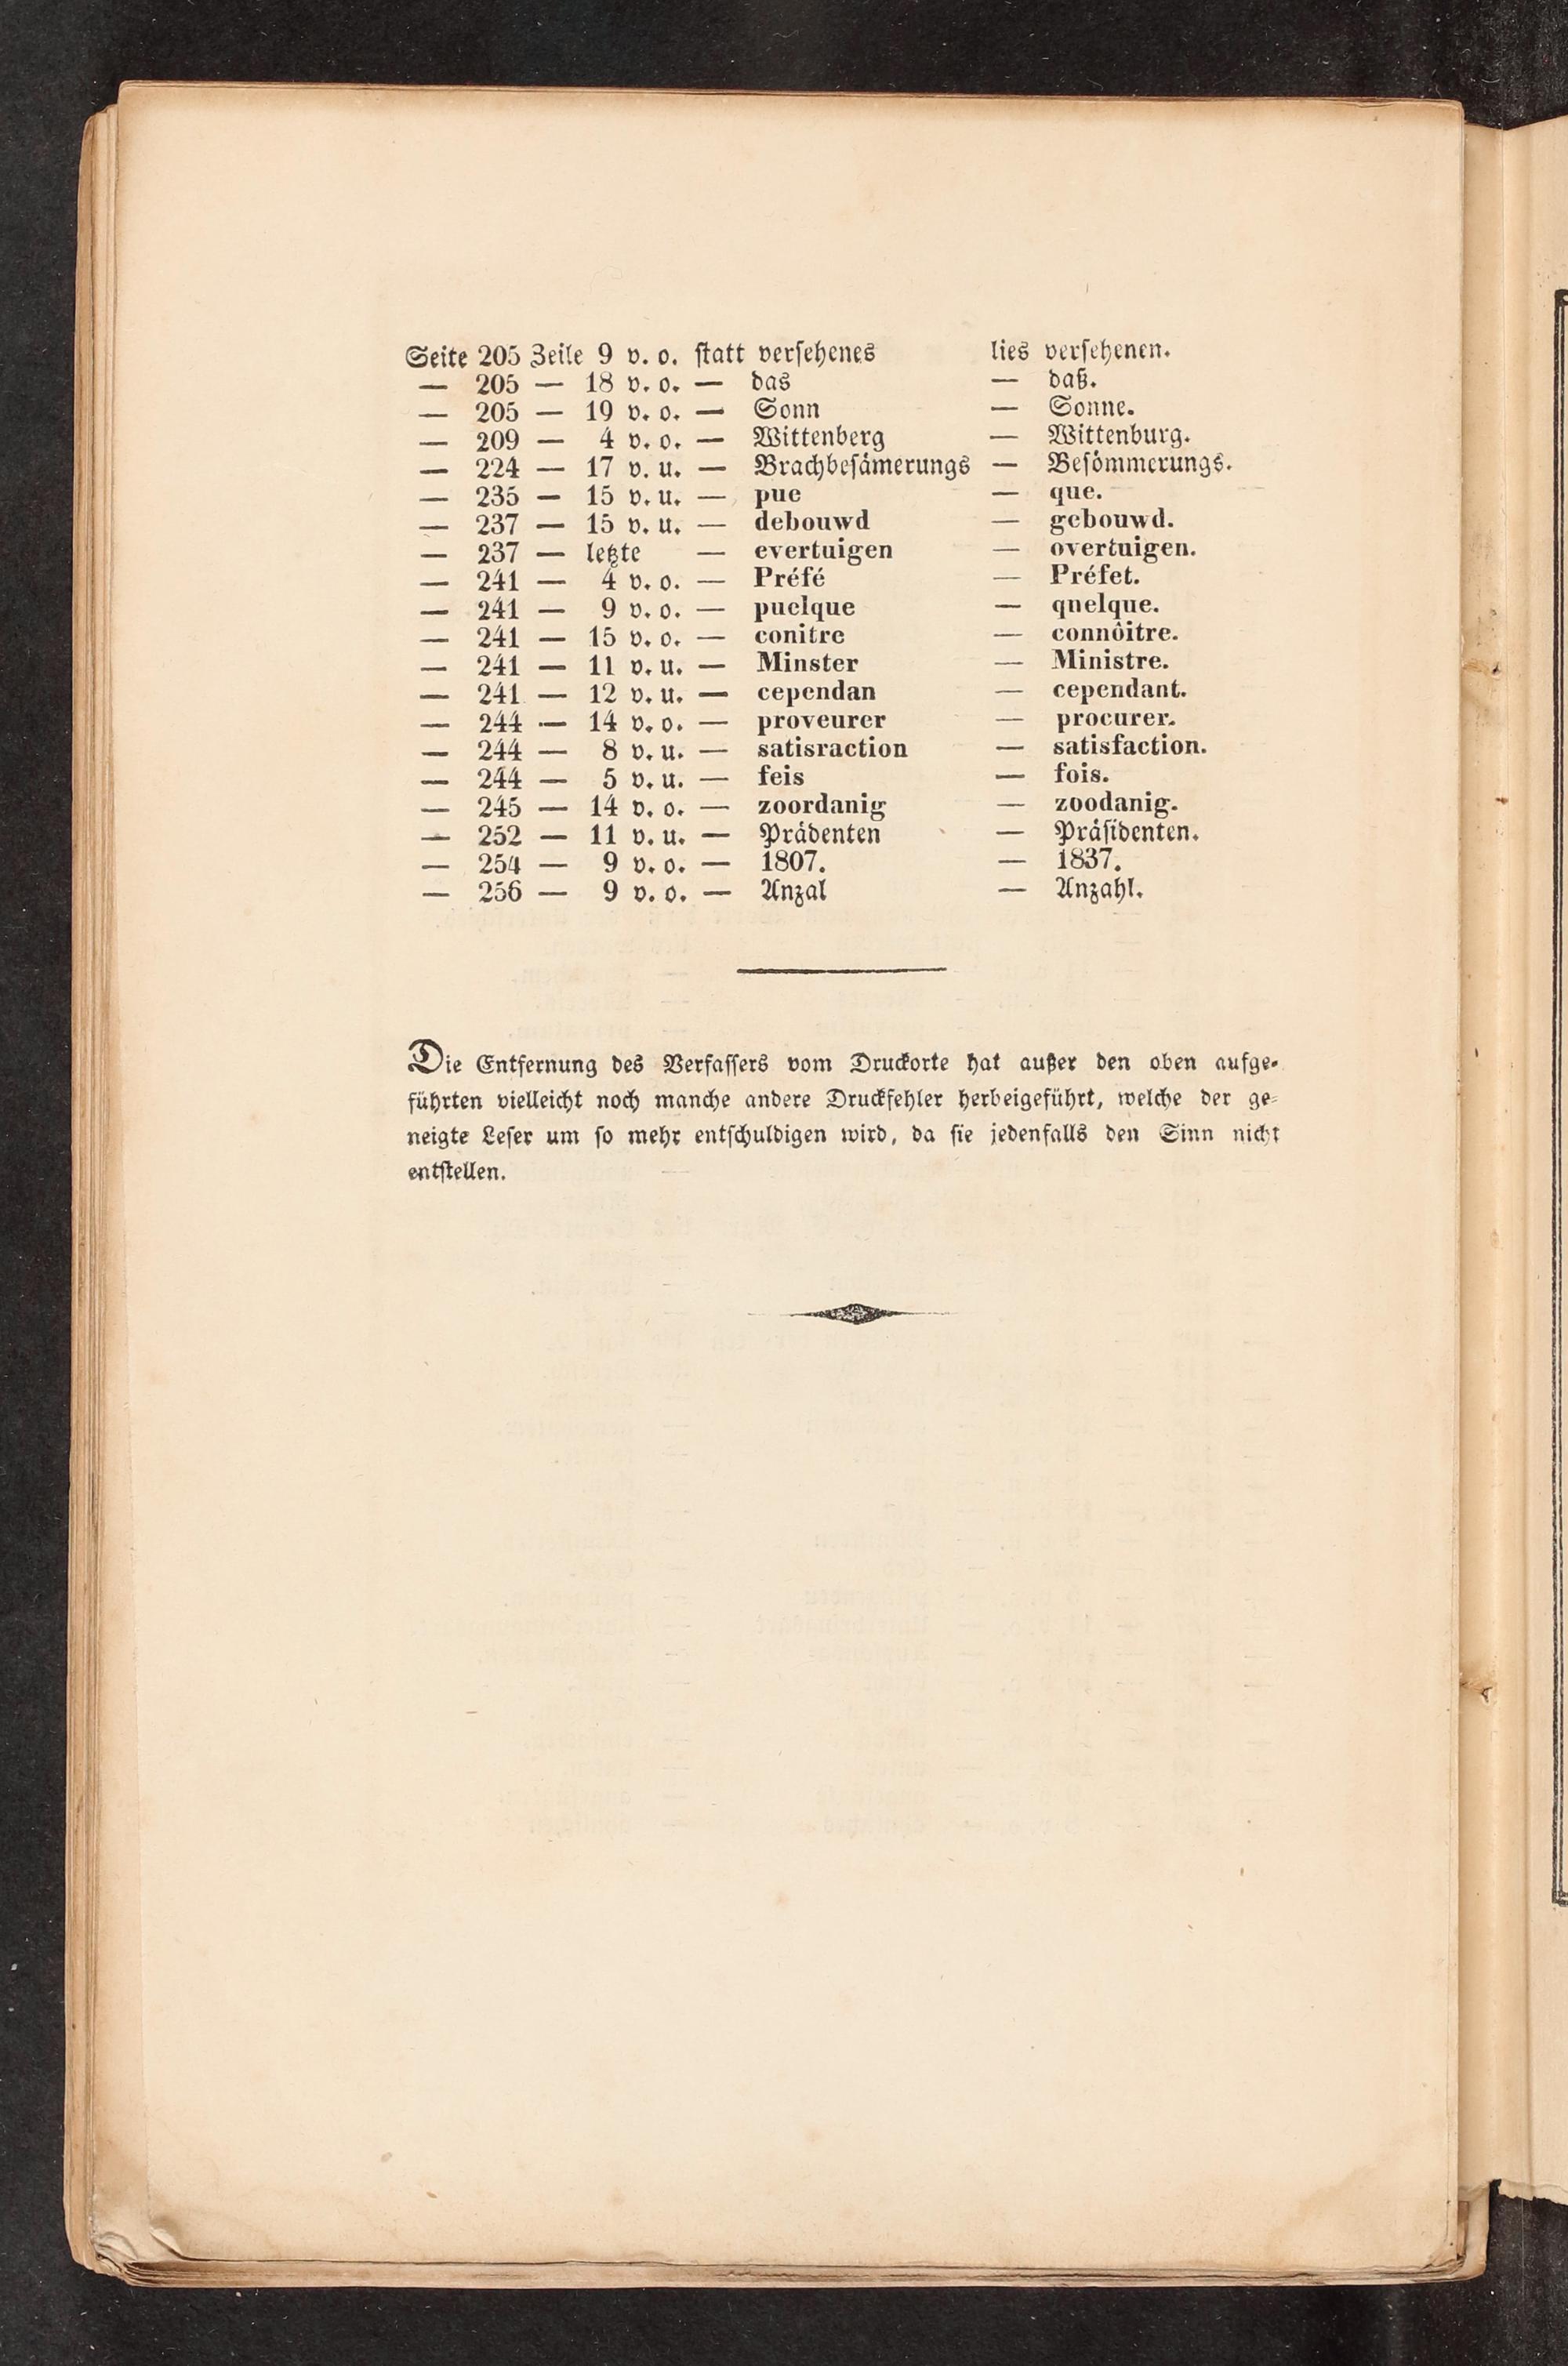 Seite 205 Zeile 9 v. o. statt versehenes lies versehenen.
— 205 — 18 v. o. — das — daß.
— 205 — 19 v. o. — Sonn — Sonne.
— 209 — 4 v. o. — Wittenberg — Wittenburg.
— 224 — 17 v. u. — Brachbesämerungs — Besömmerungs.
— 235 — 15 v. u. — pue — que.
— 237 — 15 v. u. — debouwd — gebouwd.
— 237 — letzte — evertuigen — overtuigen.
— 241 — 4 v. o. — Préfé — Préfet.
— 241 — 9 v. o. — puelque — quelque.
— 241 — 15 v. o. — conitre — connôitre.
— 241 — 11 v. u. — Minster — Ministre.
— 241 — 12 v. u. — cependan — cependant.
— 244 — 14 v. o. — proveurer — procurer.
— 244 — 8 v. u. — satisraction — satisfaction.
— 244 — 5 v. u. — feis — fois.
— 245 — 14 v. o. — zoordanig — zoodanig.
— 252 — 11 v. u. — Prädenten — Präsidenten.
— 254 — 9 v. o. — 1807. — 1837.
— 256 — 9 v. o. — Anzal — Anzahl.
Die Entfernung des Verfassers vom Druckorte hat außer den oben aufge-
führten vielleicht noch manche andere Druckfehler herbeigeführt, welche der ge-
neigte Leser um so mehr entschuldigen wird, da sie jedenfalls den Sinn nicht
entstellen.